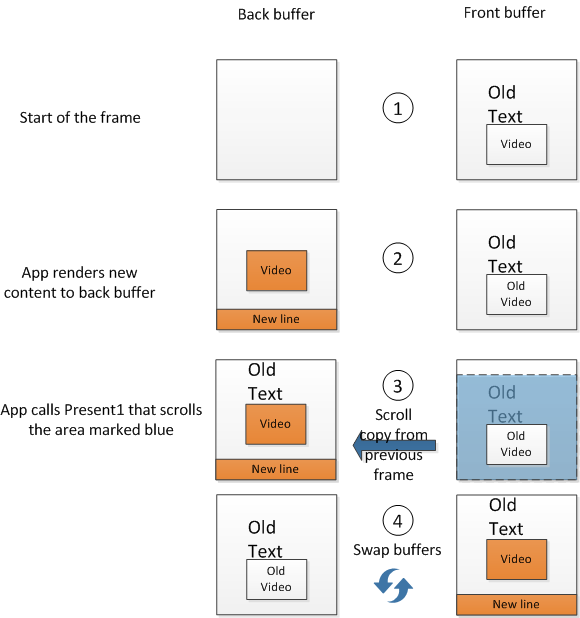 Back buffer
Front buffer
Start of the frame
1
Old
Text
Video
App renders new
content to back buffer
Video
New line
2
Old
Text
Old
Video
App calls Present1 that scrolls
the area marked blue
Old
Text
Video
New line
3
Scroll
copy from
previous
frame
Old
Text
Old
Video
Old
Text
Old
Video
4
Swap buffers
Old
Text
Video
New line